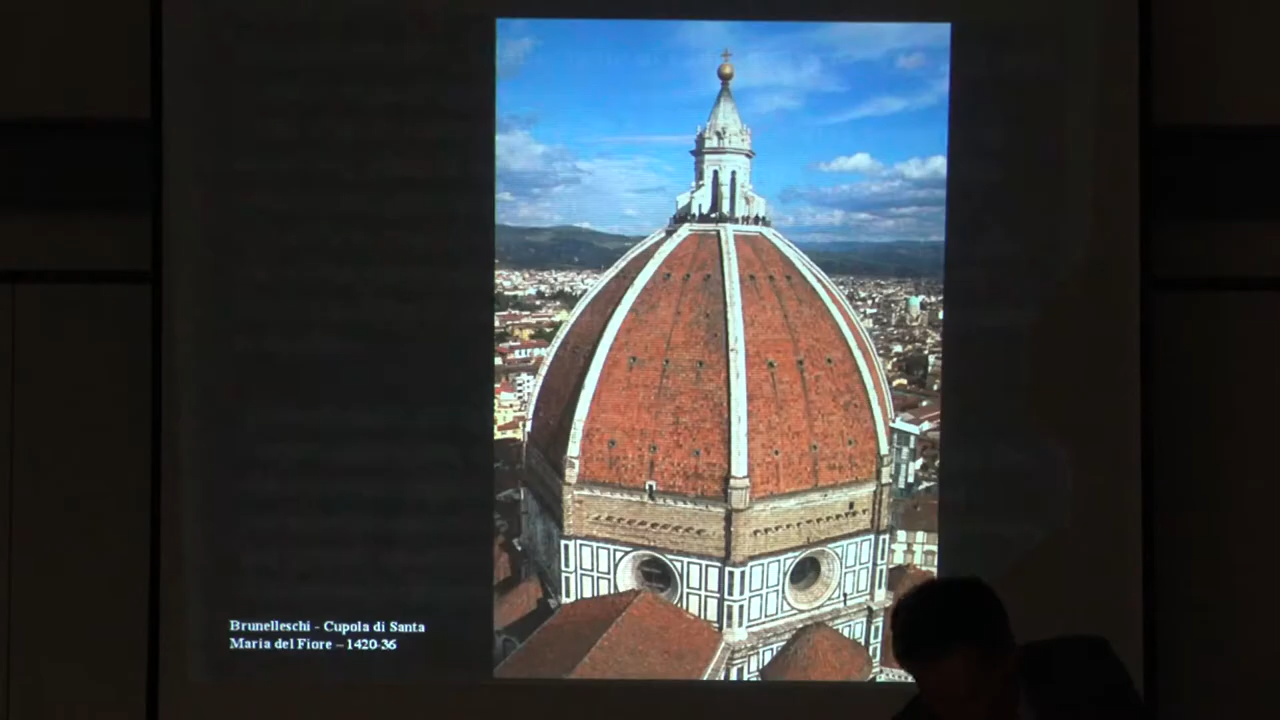 Brunelleschi - Cupola di Santa
Maria del Fiore – 1420-36